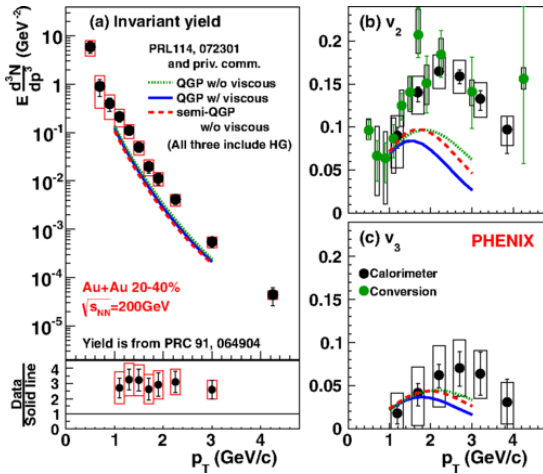 (a) Invariant yield
PRL114, 072301
and priv. comm.
QGP w/o viscous
QGP w/ viscous
semi-QGP
w/o viscous
(All three include HG)
Au+Au 20-40%
√sNN=200GeV
Yield is from PRC 91, 064904
E d³N/dp³ (GeV⁻²)
10
1
10⁻¹
10⁻²
10⁻³
10⁻⁴
10⁻⁵
Data
Solid line
4
3
2
1
0
1
2
3
4
pT (GeV/c)
(b) v2
0.2
0.15
0.1
0.05
0
(c) v3
PHENIX
Calorimeter
Conversion
0.2
0.15
0.1
0.05
0
0
1
2
3
4
pT (GeV/c)